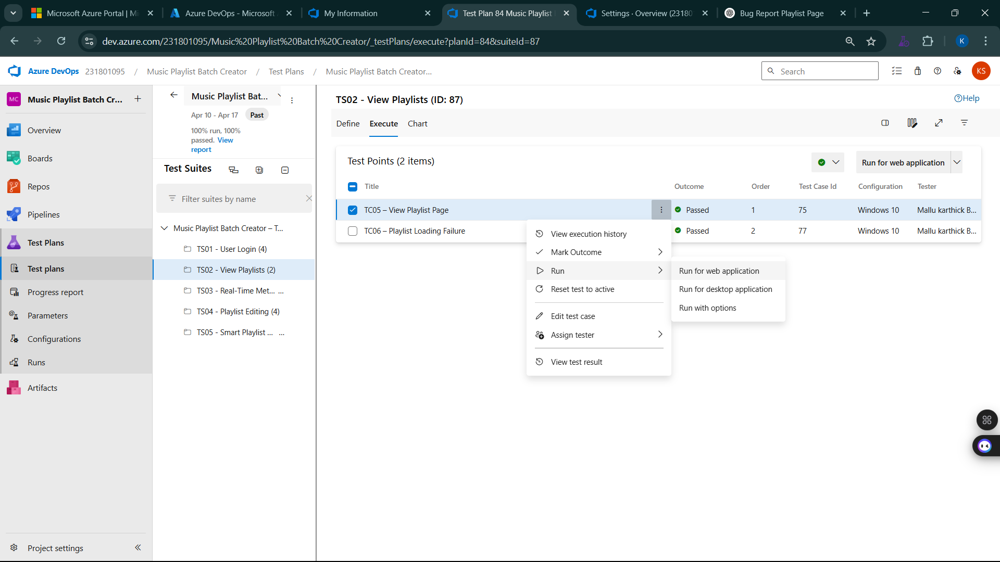 Microsoft Azure Portal | Mi
Azure DevOps - Microsoft
My Information
Test Plan 84 Music Playlist
Settings · Overview (23180
Bug Report Playlist Page
dev.azure.com/231801095/Music%20Playlist%20Batch%20Creator/_testPlans/execute?planId=84&suiteId=87
K
Azure DevOps 231801095 / Music Playlist Batch Creator / Test Plans / Music Playlist Batch Creator...
Search
KS
MC Music Playlist Batch Cr... +
Overview
Boards
Repos
Pipelines
Test Plans
Test plans
Progress report
Parameters
Configurations
Runs
Artifacts
Project settings
Music Playlist Bat...
Apr 10 - Apr 17 Past
100% run, 100%
passed. View
report
Test Suites
Filter suites by name
Music Playlist Batch Creator – T...
TS01 - User Login (4)
TS02 - View Playlists (2)
TS03 - Real-Time Met... ...
TS04 - Playlist Editing (4)
TS05 - Smart Playlist ... ...
TS02 - View Playlists (ID: 87)
Help
Define Execute Chart
Test Points (2 items)
Run for web application
Title Outcome Order Test Case Id Configuration Tester
TC05 – View Playlist Page Passed 1 75 Windows 10 Mallu karthick B...
TC06 – Playlist Loading Failure Passed 2 77 Windows 10 Mallu karthick B...
View execution history
Mark Outcome
Run
Reset test to active
Edit test case
Assign tester
View test result
Run for web application
Run for desktop application
Run with options